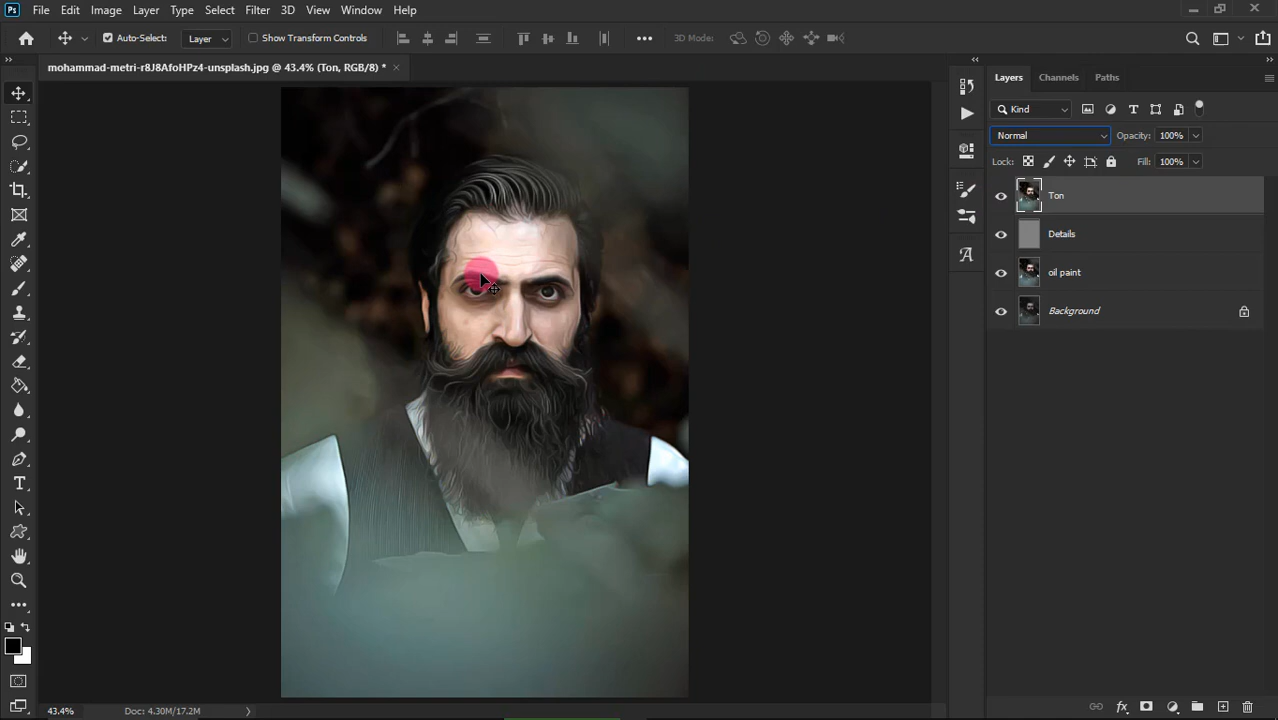 Ps File Edit Image Layer Type Select Filter 3D View Window Help
Auto-Select: Layer Show Transform Controls 3D Mode:
mohammad-metri-r8J8AfoHPz4-unsplash.jpg @ 43.4% (Ton, RGB/8) *
Layers Channels Paths
Kind
Normal Opacity: 100%
Lock: Fill: 100%
Ton
Details
oil paint
Background
43.4% Doc: 4.30M/17.2M